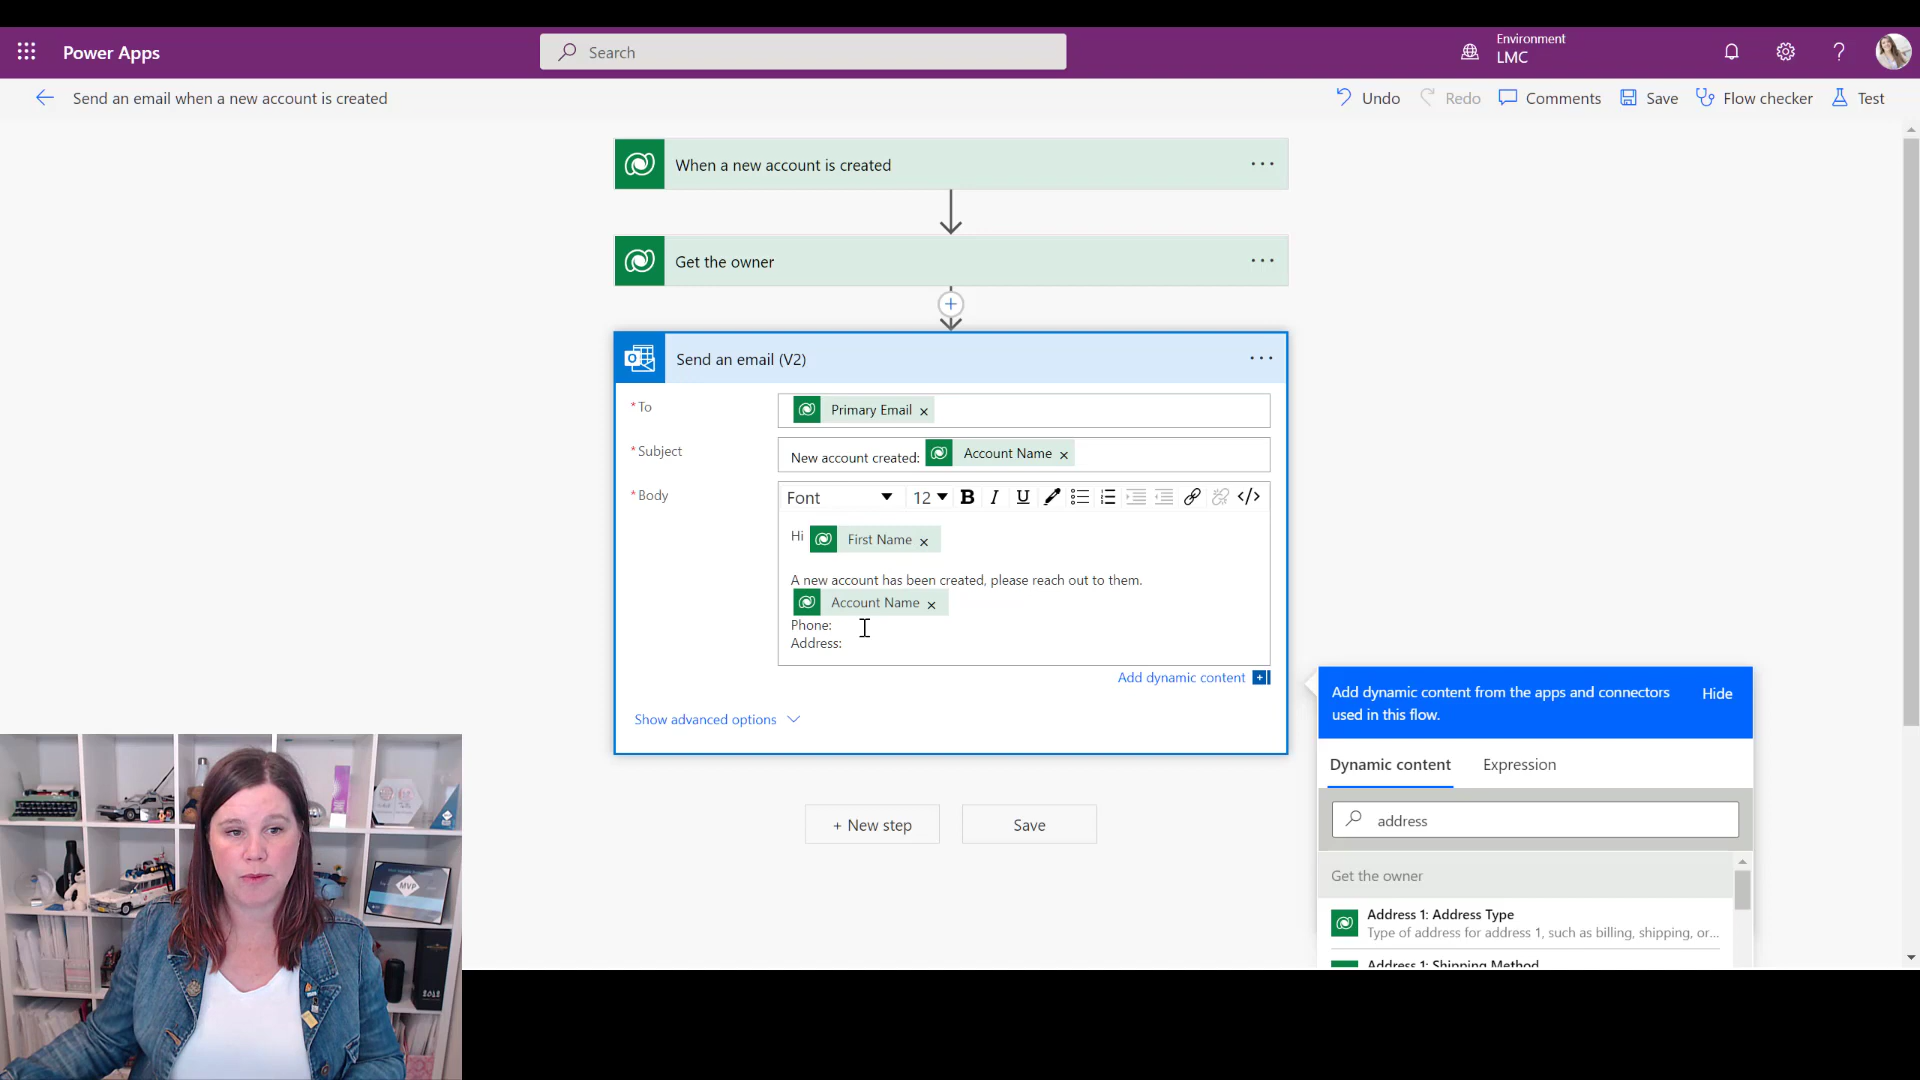 Power Apps
Search
Environment
LMC
Send an email when a new account is created
Undo
Redo
Comments
Save
Flow checker
Test
When a new account is created
Get the owner
Send an email (V2)
* To
Primary Email ×
* Subject
New account created: Account Name ×
* Body
Font
12
B I U
Hi First Name ×
A new account has been created, please reach out to them.
Account Name ×
Phone:
Address:
Add dynamic content
Show advanced options
+ New step
Save
Add dynamic content from the apps and connectors
used in this flow.
Hide
Dynamic content
Expression
address
Get the owner
Address 1: Address Type
Type of address for address 1, such as billing, shipping, or...
Address 1: Shipping Method
MVP